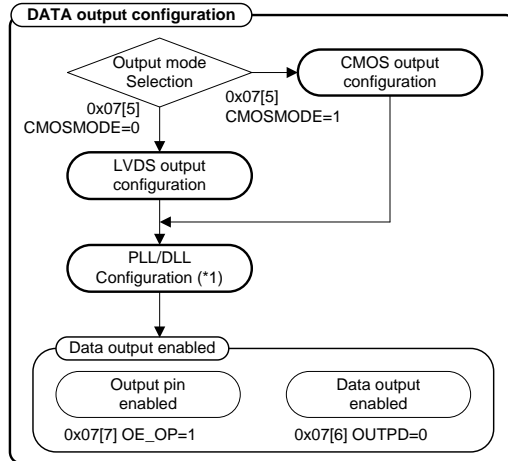 DATA output configuration
Output mode
Selection
CMOS output
configuration
0x07[5]
CMOSMODE=0
0x07[5]
CMOSMODE=1
LVDS output
configuration
PLL/DLL
Configuration (*1)
Data output enabled
Output pin
enabled
Data output
enabled
0x07[7] OE_OP=1
0x07[6] OUTPD=0